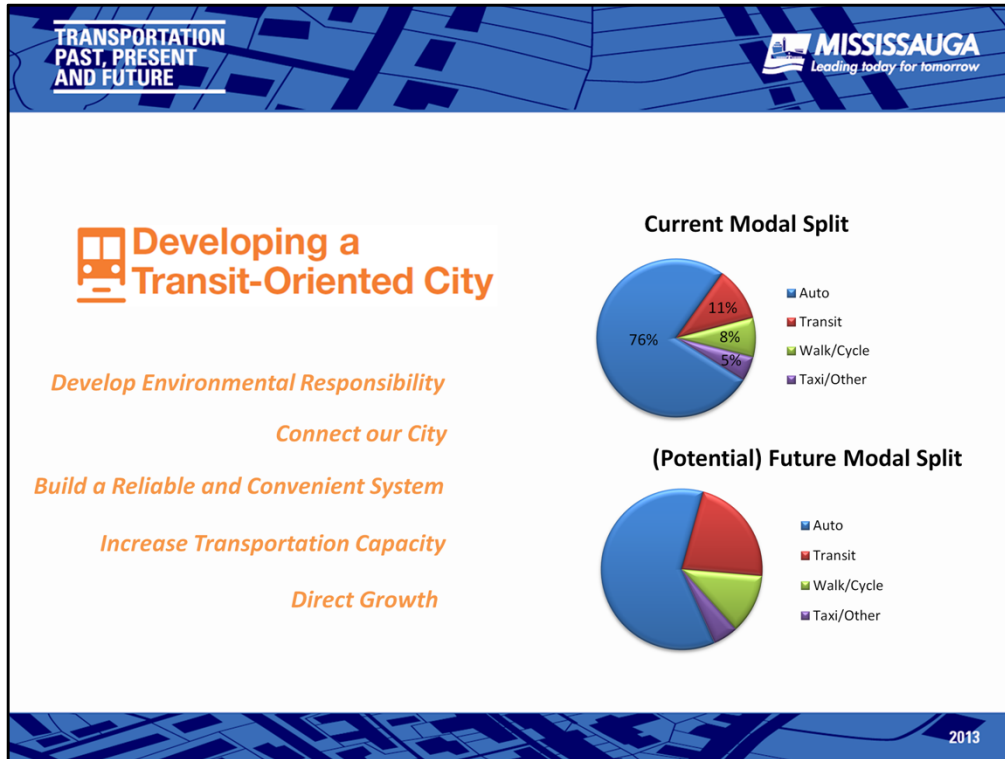 TRANSPORTATION
PAST, PRESENT
AND FUTURE
MISSISSAUGA
Leading today for tomorrow
Developing a
Transit-Oriented City
Develop Environmental Responsibility
Connect our City
Build a Reliable and Convenient System
Increase Transportation Capacity
Direct Growth
Current Modal Split
76%
11%
8%
5%
Auto
Transit
Walk/Cycle
Taxi/Other
(Potential) Future Modal Split
Auto
Transit
Walk/Cycle
Taxi/Other
2013